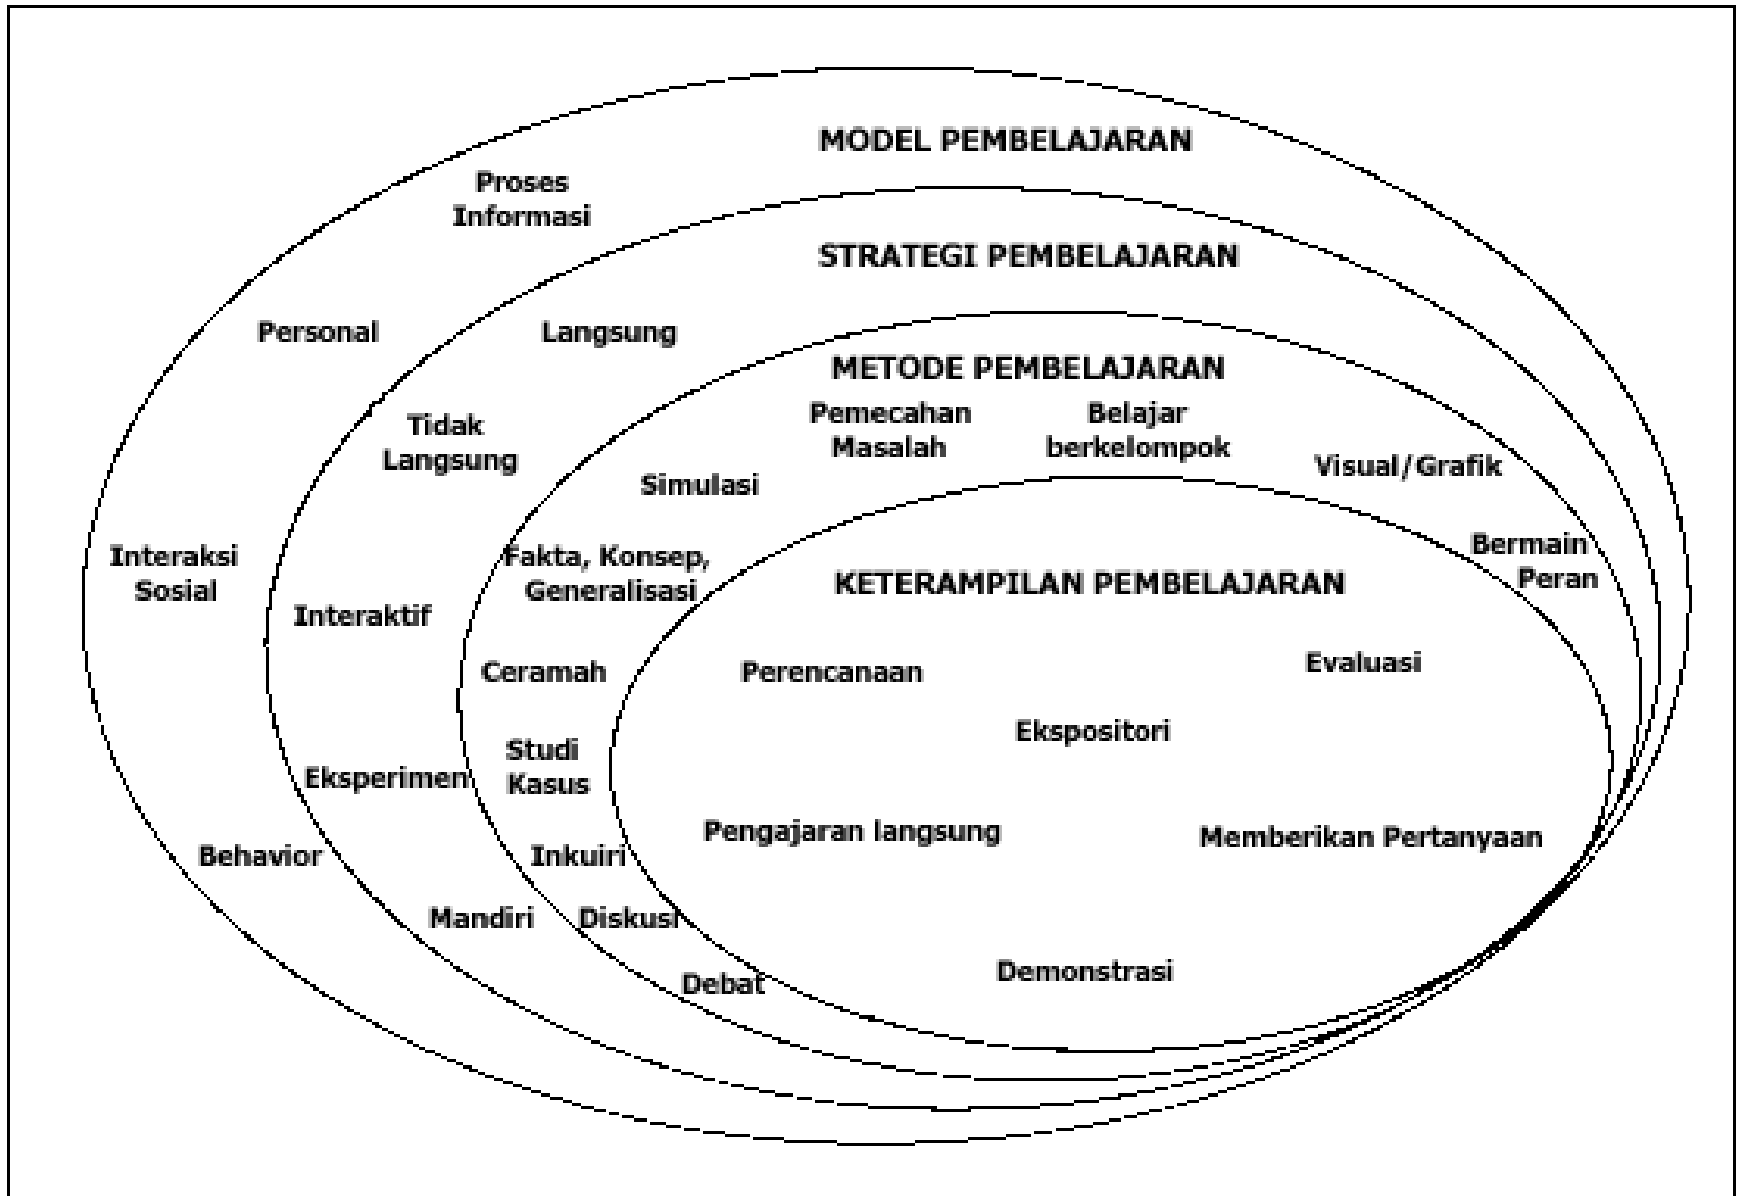 MODEL PEMBELAJARAN
Proses
Informasi
Personal
Interaksi
Sosial
Behavior
STRATEGI PEMBELAJARAN
Langsung
Tidak
Langsung
Interaktif
Eksperimen
Mandiri
METODE PEMBELAJARAN
Pemecahan
Masalah
Belajar
berkelompok
Visual/Grafik
Bermain
Peran
Simulasi
Fakta, Konsep,
Generalisasi
Ceramah
Studi
Kasus
Inkuiri
Diskusi
Debat
KETERAMPILAN PEMBELAJARAN
Perencanaan
Evaluasi
Ekspositori
Pengajaran langsung
Memberikan Pertanyaan
Demonstrasi